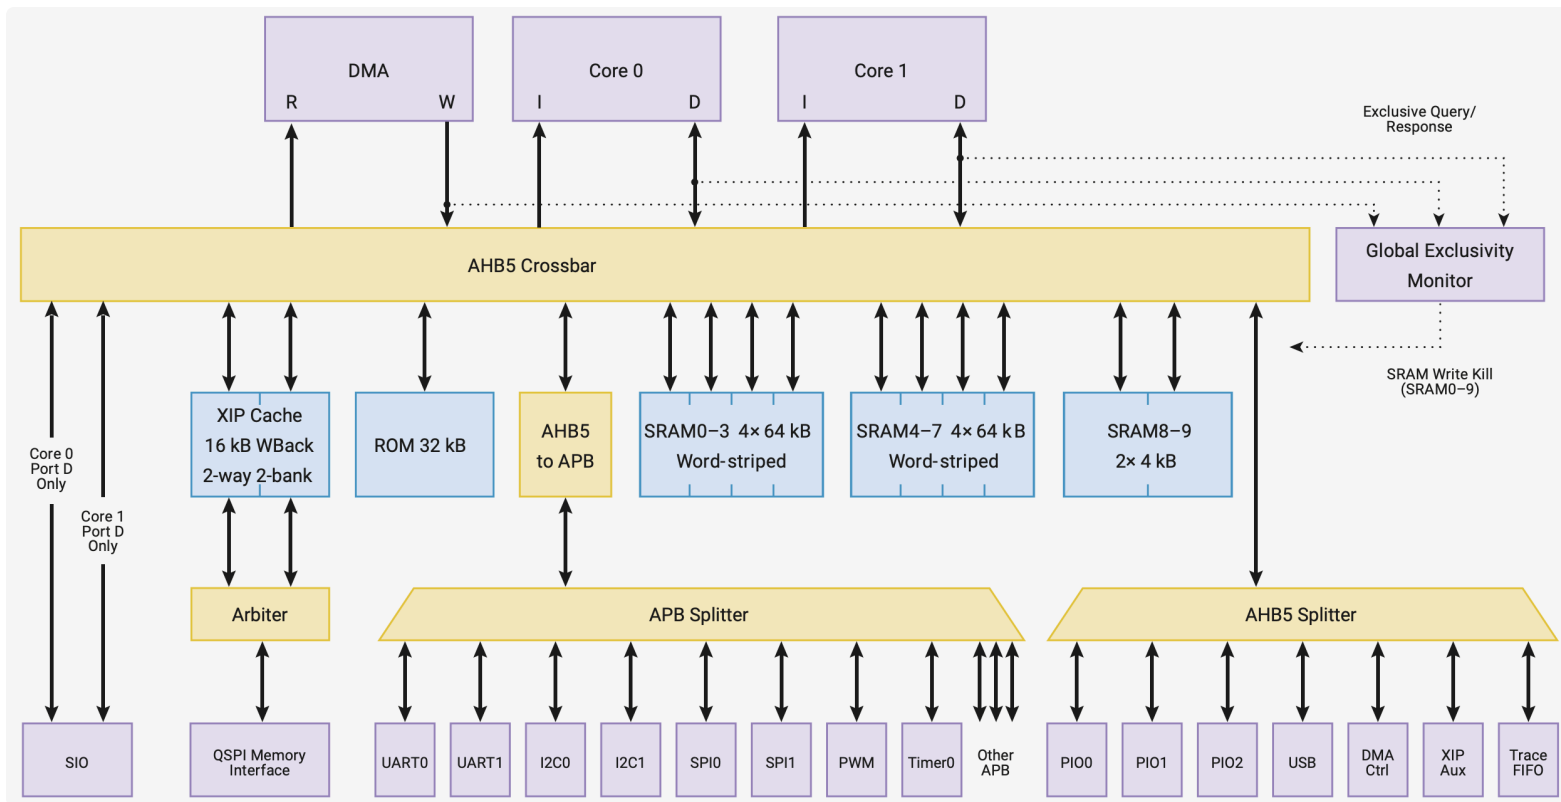 DMA
R
W
Core 0
I
D
Core 1
I
D
Exclusive Query/
Response
AHB5 Crossbar
Global Exclusivity
Monitor
SRAM Write Kill
(SRAM0–9)
Core 0
Port D
Only
Core 1
Port D
Only
XIP Cache
16 kB WBack
2-way 2-bank
ROM 32 kB
AHB5
to APB
SRAM0–3 4× 64 kB
Word-striped
SRAM4–7 4× 64 kB
Word-striped
SRAM8–9
2× 4 kB
Arbiter
APB Splitter
AHB5 Splitter
SIO
QSPI Memory
Interface
UART0
UART1
I2C0
I2C1
SPI0
SPI1
PWM
Timer0
Other
APB
PIO0
PIO1
PIO2
USB
DMA
Ctrl
XIP
Aux
Trace
FIFO